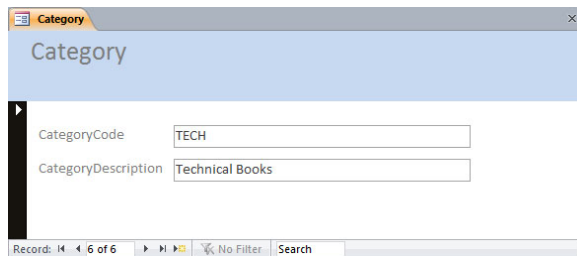 Category
Category
CategoryCode TECH
CategoryDescription Technical Books
Record: 6 of 6 No Filter Search